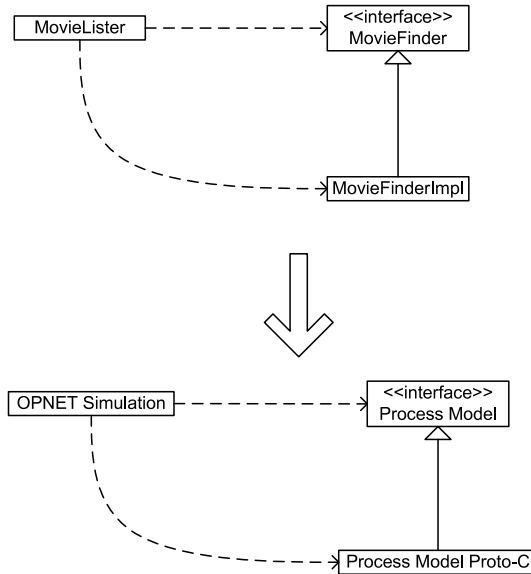 MovieLister
<<interface>>
MovieFinder
MovieFinderImpl
OPNET Simulation
<<interface>>
Process Model
Process Model Proto-C